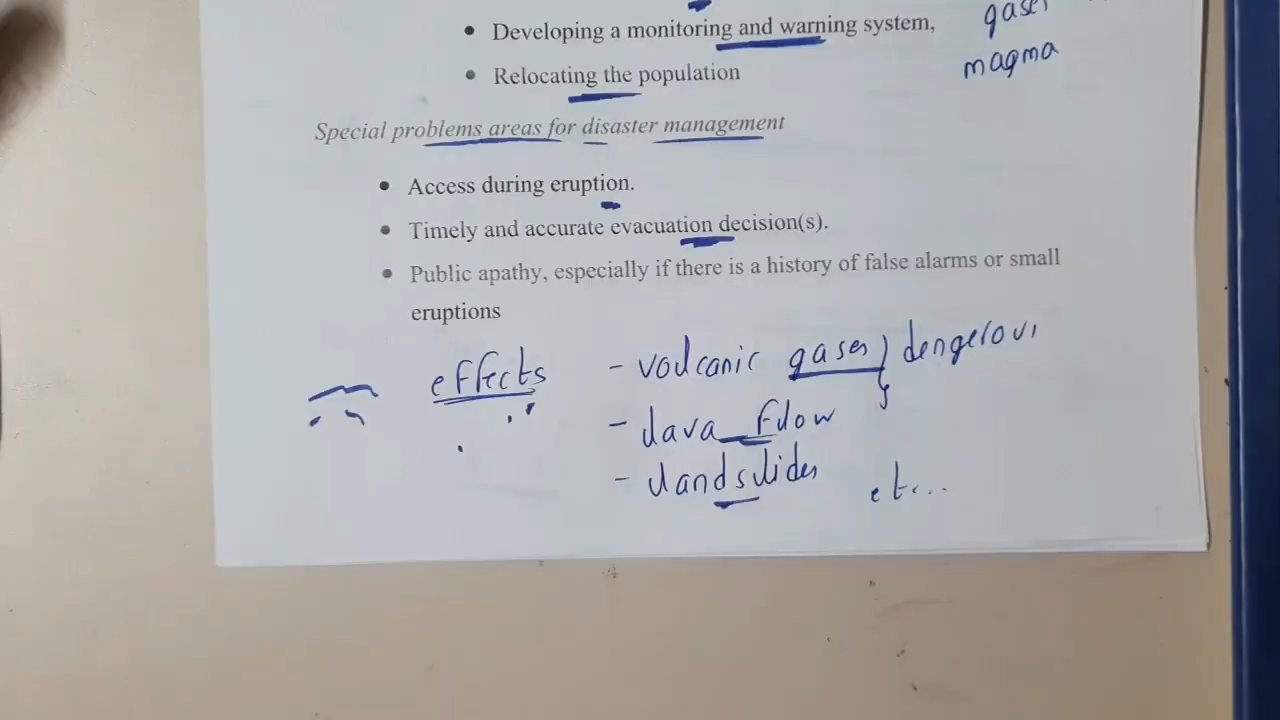 • Developing a monitoring and warning system,
gases
• Relocating the population
magma
Special problems areas for disaster management
• Access during eruption.
• Timely and accurate evacuation decision(s).
• Public apathy, especially if there is a history of false alarms or small
eruptions
effects
- volcanic gases dengerous
- lava flow
- landslides
etc...